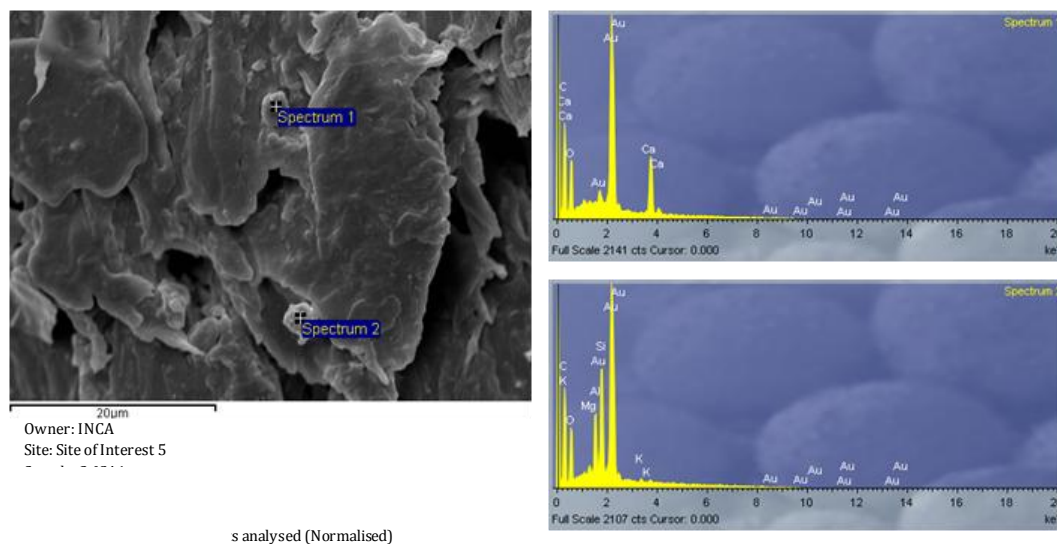 Spectrum 1
Spectrum 2
20µm
Owner: INCA
Site: Site of Interest 5
s analysed (Normalised)
Spectrum
Au
Au
C
Ca
Ca
O
Au
Ca
Ca
Au
Au
Au
Au
Au
Au
Au
0 2 4 6 8 10 12 14 16 18 20
Full Scale 2141 cts Cursor: 0.000
Spectrum
Au
Au
C
K
O
Mg
Al
Si
Au
K
K
Au
Au
Au
Au
Au
Au
Au
0 2 4 6 8 10 12 14 16 18
Full Scale 2107 cts Cursor: 0.000